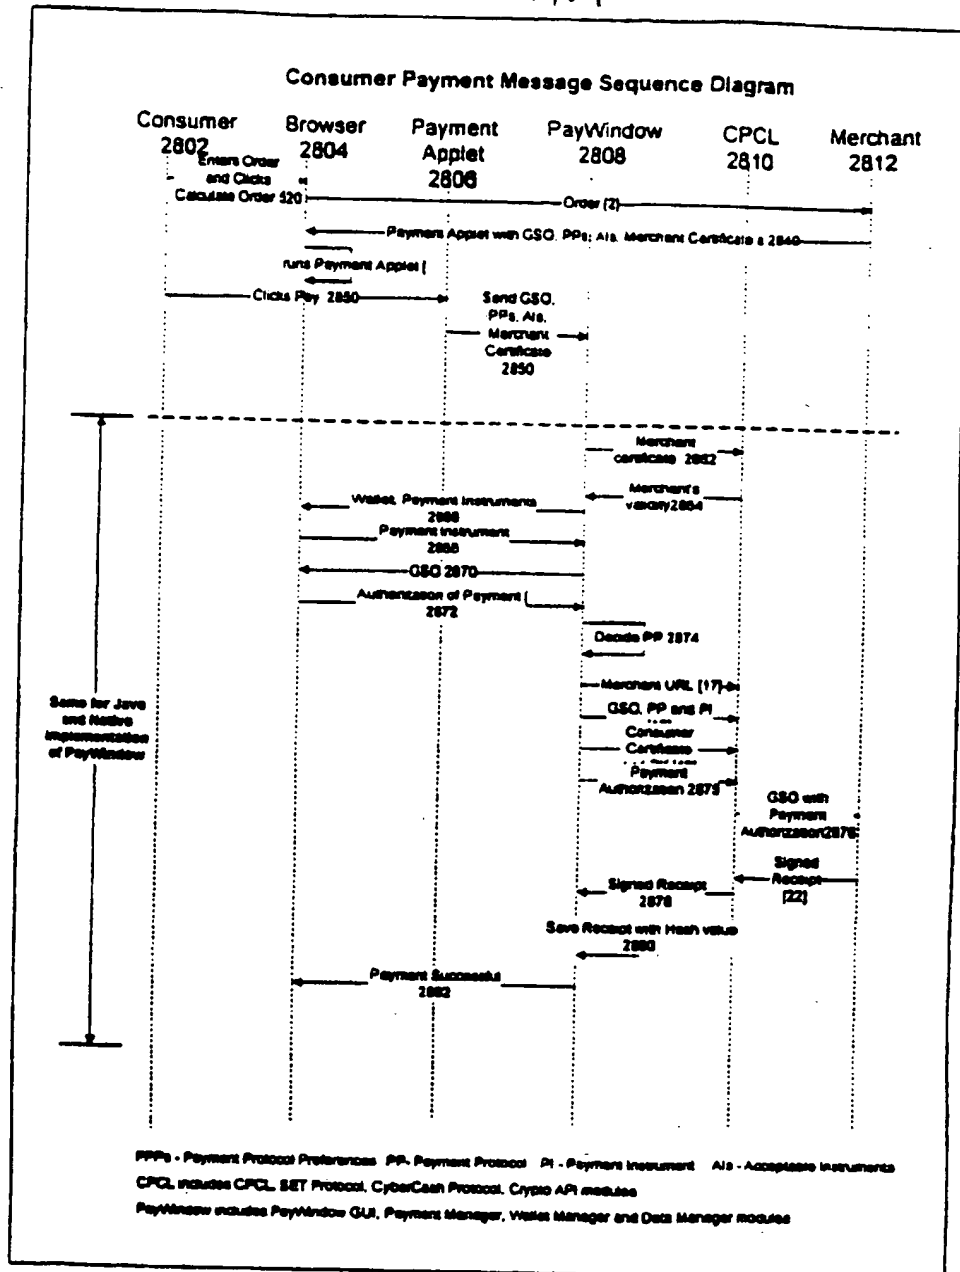 Consumer Payment Message Sequence Diagram
Consumer
2802
Browser
2804
Payment
Applet
2806
PayWindow
2808
CPCL
2810
Merchant
2812
Enters Order
and Clicks
Calculate Order 520
Order (2)
Payment Applet with GSO, PPs, AIs, Merchant Certificate s 2840
runs Payment Applet [
Clicks Pay 2850
Send GSO,
PPs, AIs,
Merchant
Certificate
2850
Merchant
certificate 2862
Merchant's
validity 2864
Wallet, Payment Instruments
Payment Instrument
GSO 2870
Authorization of Payment [
2872
Decide PP 2874
Merchant URL [17]
GSO, PP and PI
Consumer
Certificate
Payment
Authorization 2875
GSO with
Payment
Authorization2876
Signed
Receipt
[22]
Signed Receipt
2878
Save Receipt with Hash value
2880
Payment Successful
2882
Same for Java
and Native
Implementation
of PayWindow
PPPs - Payment Protocol Preferences PP- Payment Protocol PI - Payment Instrument AIs - Acceptable Instruments
CPCL includes CPCL, SET Protocol, CyberCash Protocol, Crypto API modules
PayWindow includes PayWindow GUI, Payment Manager, Wallet Manager and Data Manager modules